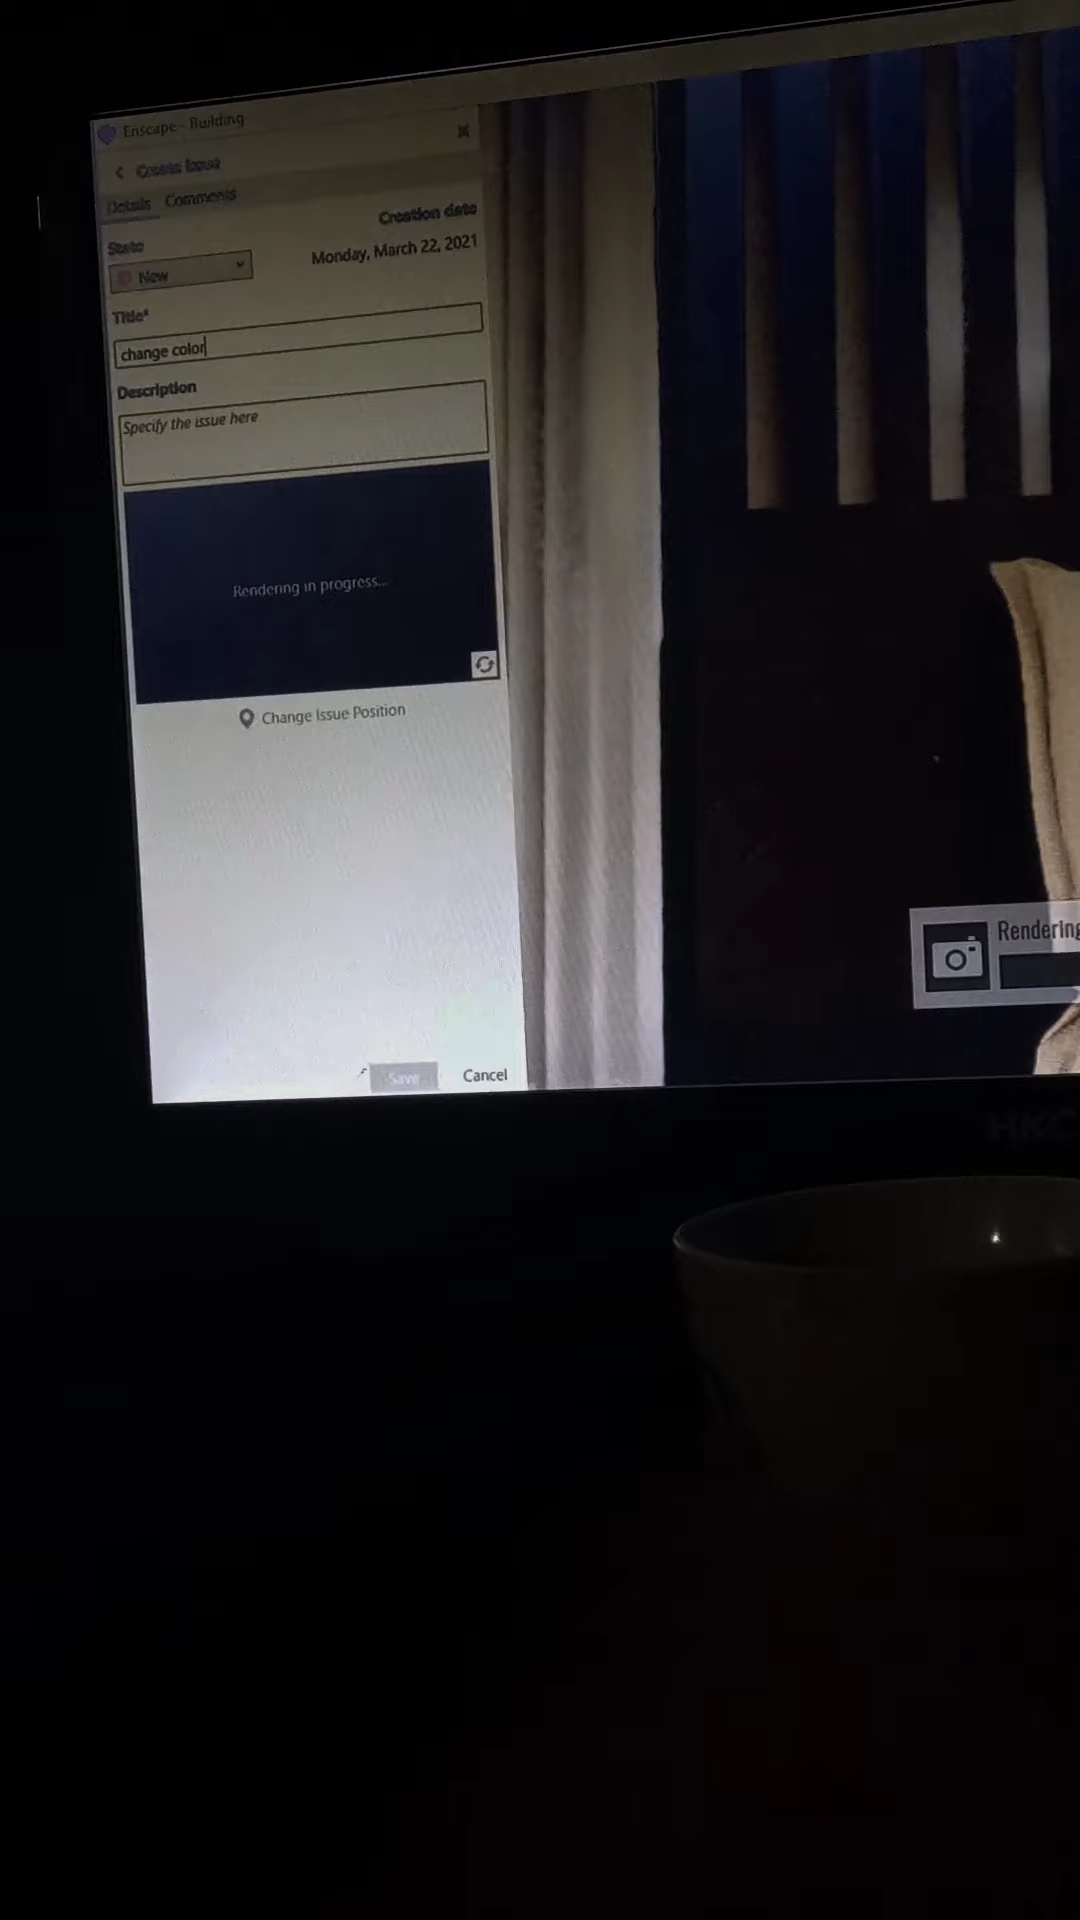 Enscape - Building
Create Issue
Details Comments
State
Creation date
New
Monday, March 22, 2021
Title*
change color
Description
Specify the issue here
Rendering in progress...
Change Issue Position
Rendering
Save
Cancel
HKC